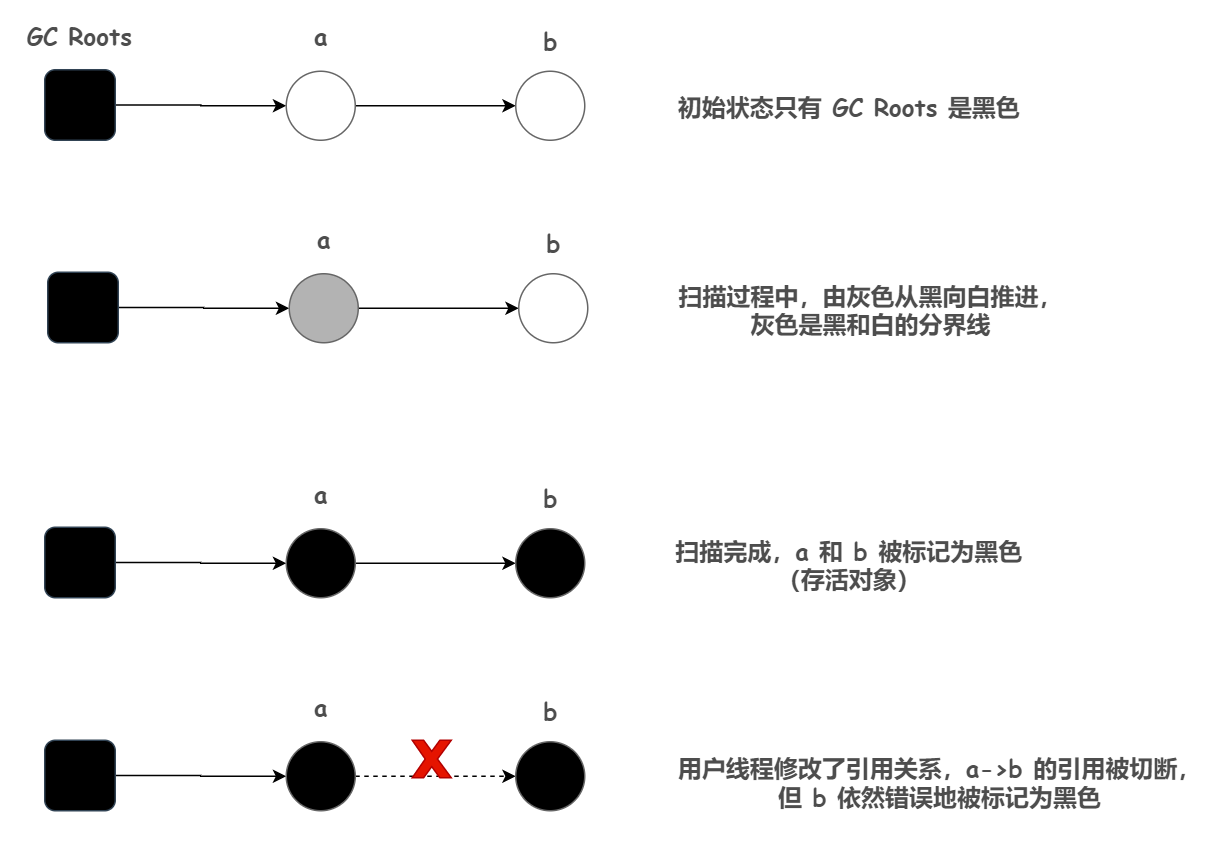 GC Roots
a
b
初始状态只有 GC Roots 是黑色
a
b
扫描过程中，由灰色从黑向白推进，
灰色是黑和白的分界线
a
b
扫描完成，a 和 b 被标记为黑色
（存活对象）
a
b
X
用户线程修改了引用关系，a->b 的引用被切断，
但 b 依然错误地被标记为黑色